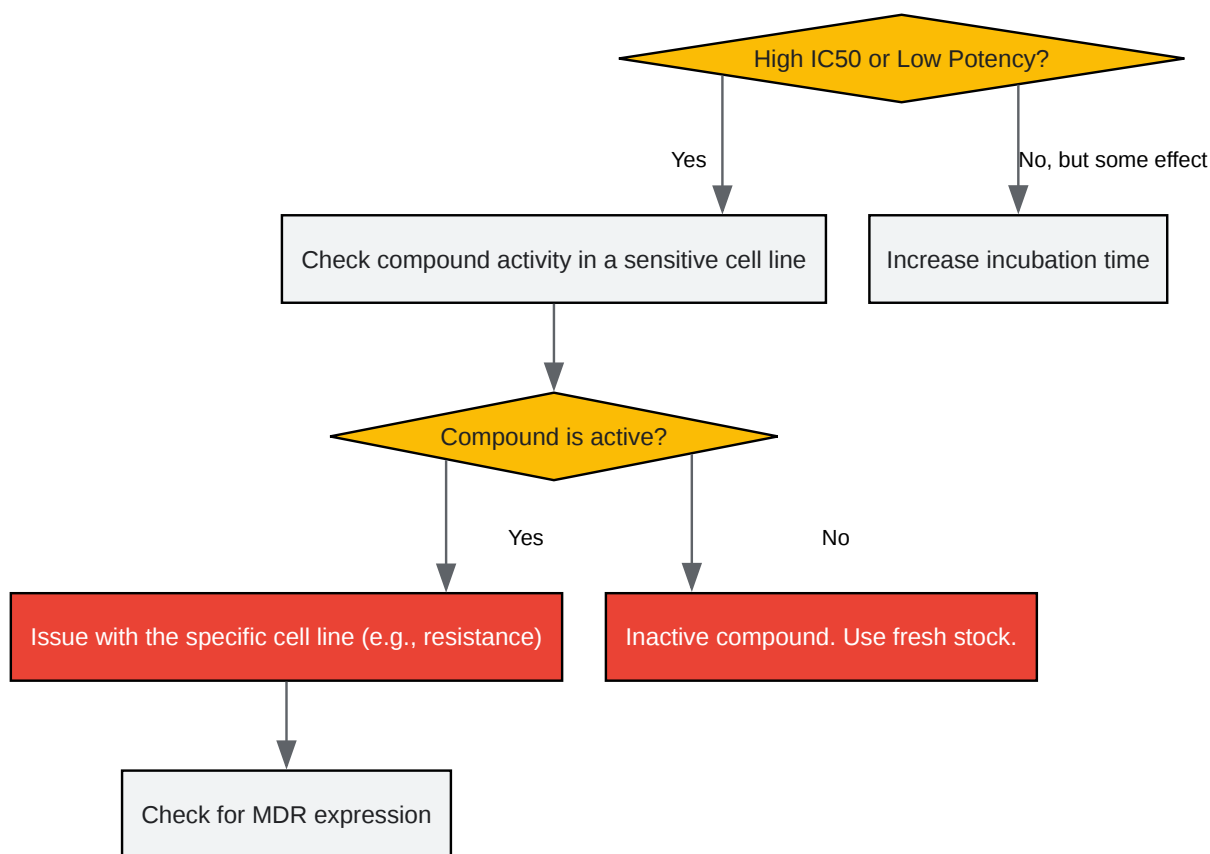 High IC50 or Low Potency?
Yes
No, but some effect
Check compound activity in a sensitive cell line
Increase incubation time
Compound is active?
Yes
No
Issue with the specific cell line (e.g., resistance)
Inactive compound. Use fresh stock.
Check for MDR expression